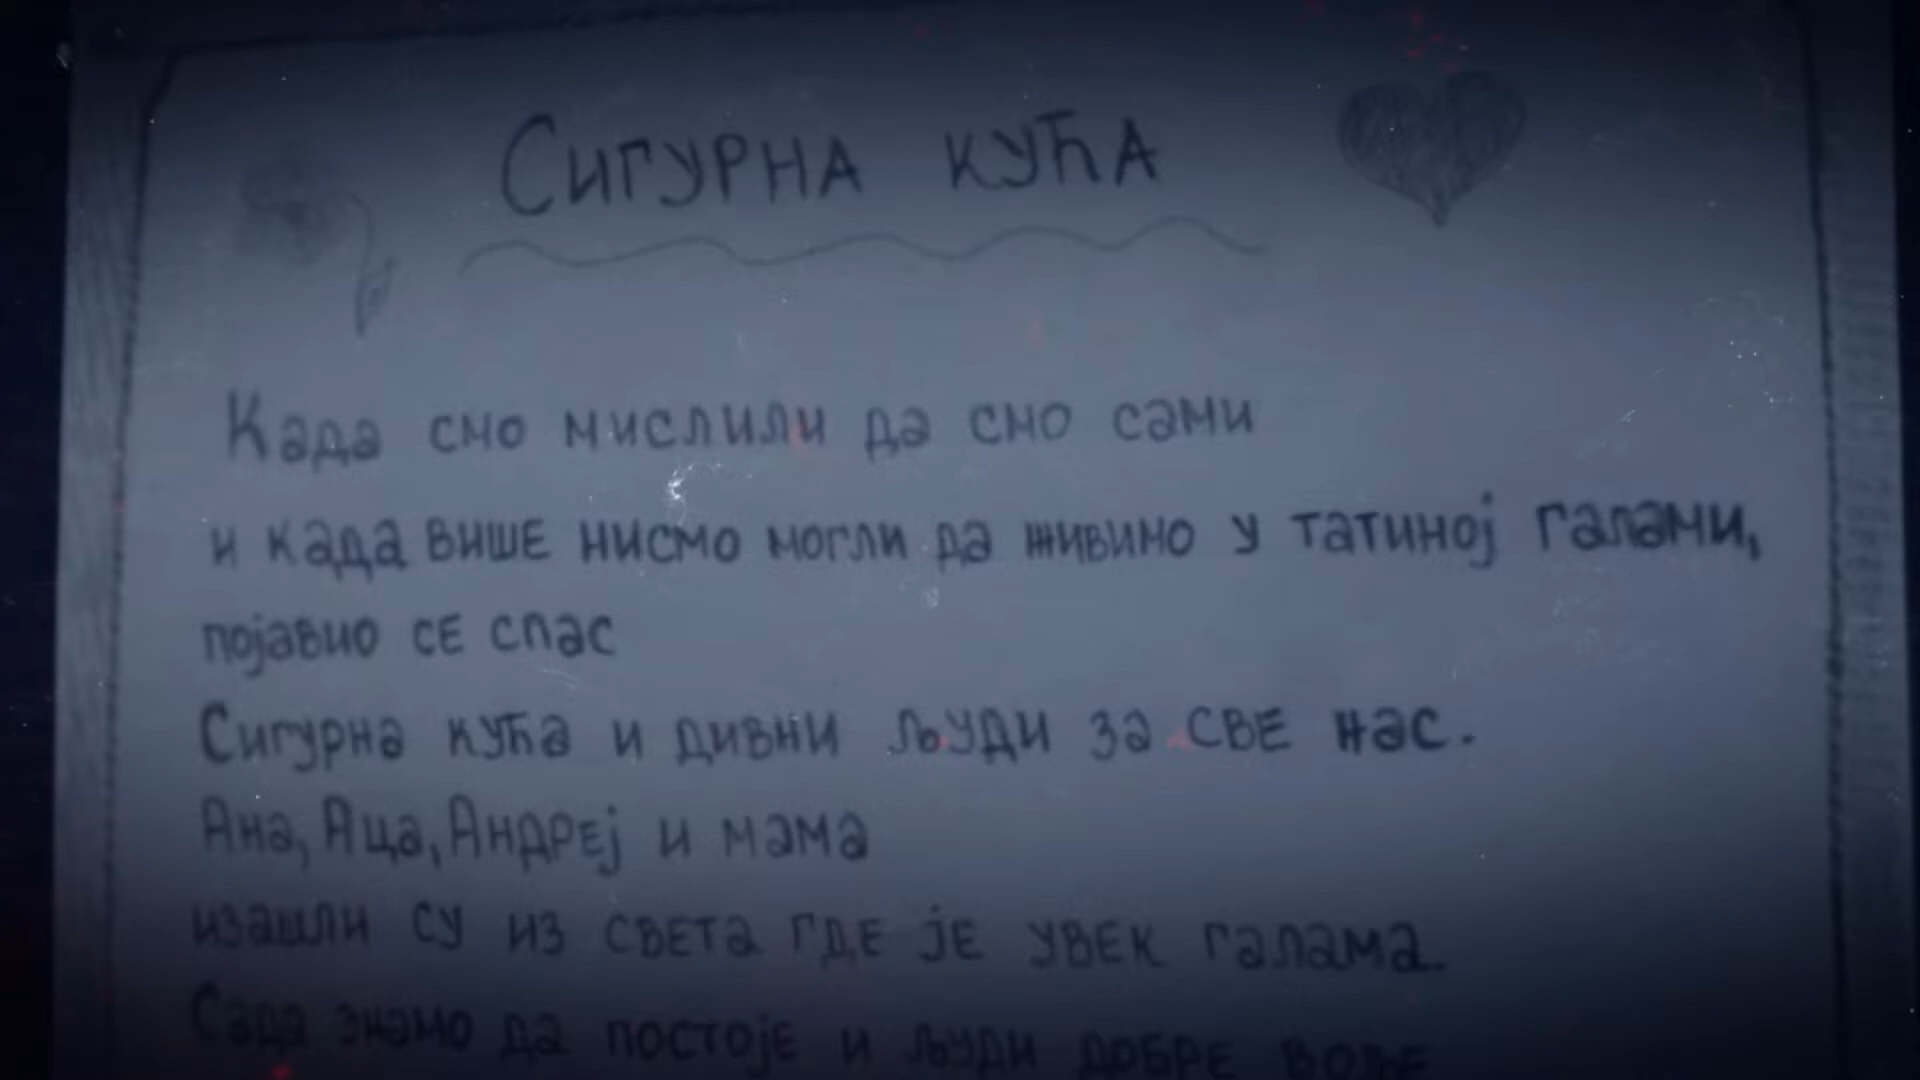 Сигурна кућа
Када смо мислили да смо сами
и када више нисмо могли да живимо у татиној галами,
појавио се спас
Сигурна кућа и дивни људи за све нас.
Ана, Аца, Андреј и мама
изашли су из света где је увек галама.
Сада знамо да постоје и људи добре воље